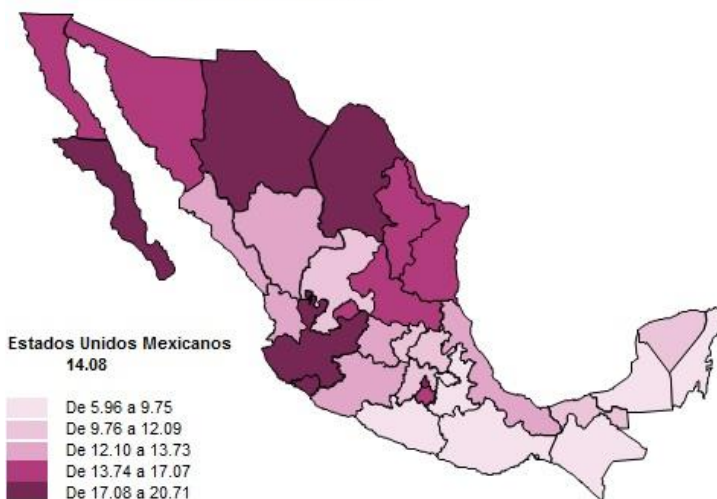 Estados Unidos Mexicanos
14.08
De 5.96 a 9.75
De 9.76 a 12.09
De 12.10 a 13.73
De 13.74 a 17.07
De 17.08 a 20.71